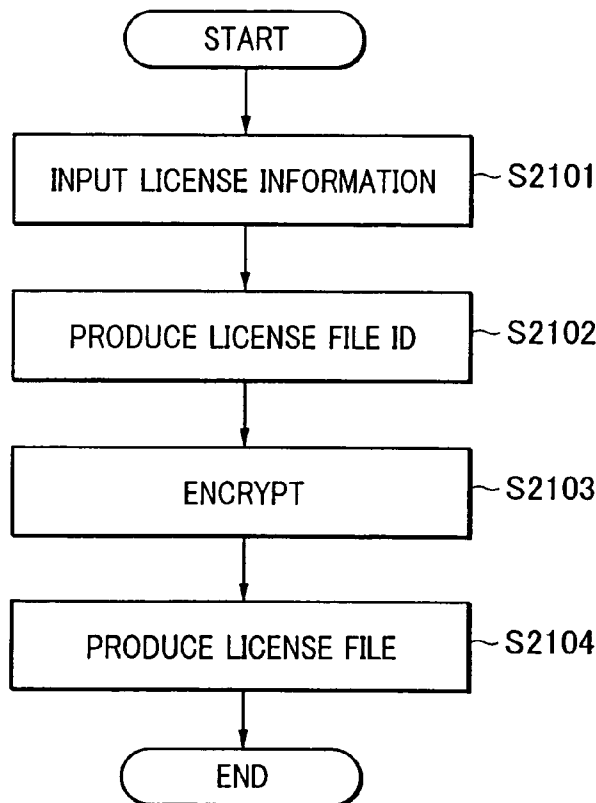 START
INPUT LICENSE INFORMATION
S2101
PRODUCE LICENSE FILE ID
S2102
ENCRYPT
S2103
PRODUCE LICENSE FILE
S2104
END